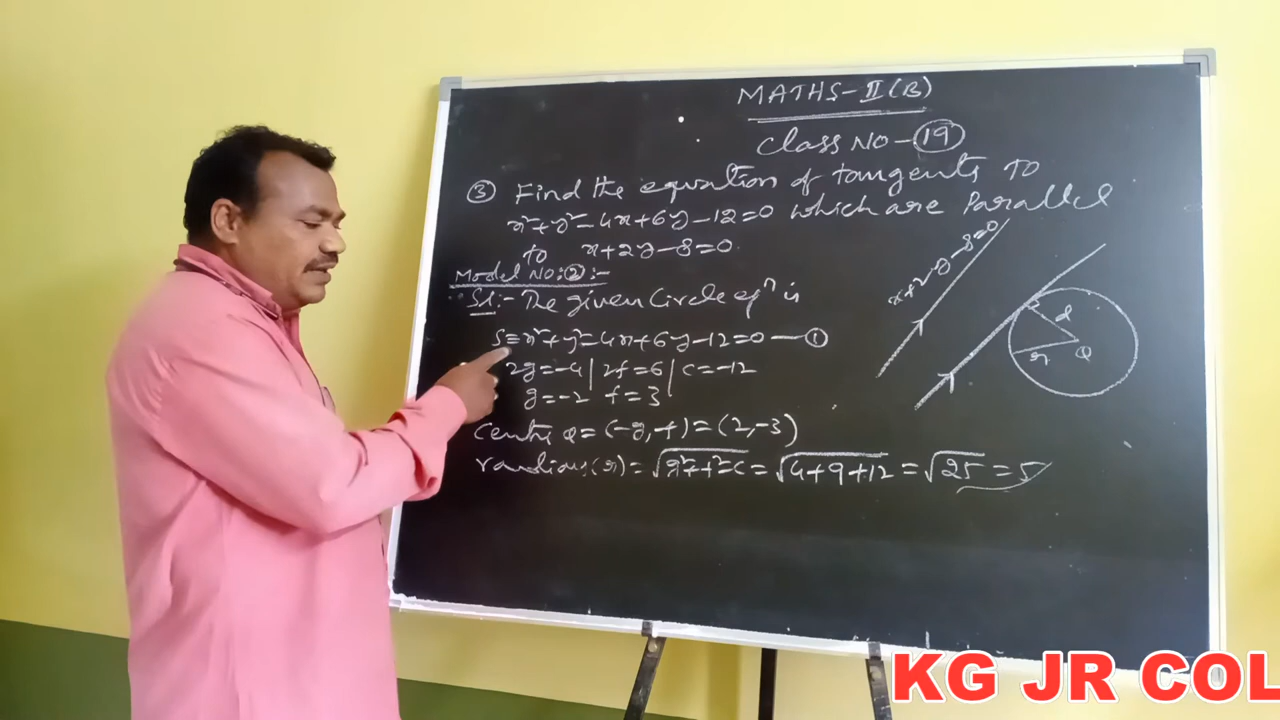 MATHS-II(B)
Class NO-19
③ Find the equation of tangents to
x²+y²-4x+6y-12=0 which are Parallel
to x+2y-8=0.
Model NO:②:-
Sol:- The given Circle eqⁿ is
S≡x²+y²-4x+6y-12=0 — ①
2g=-4 | 2f=6 | c=-12
g=-2 f=3
Centre Q=(-g,-f)=(2,-3)
radious(r)=√g²+f²-c=√4+9+12=√25=5
x+2y-8=0
d
r
Q
KG JR COL